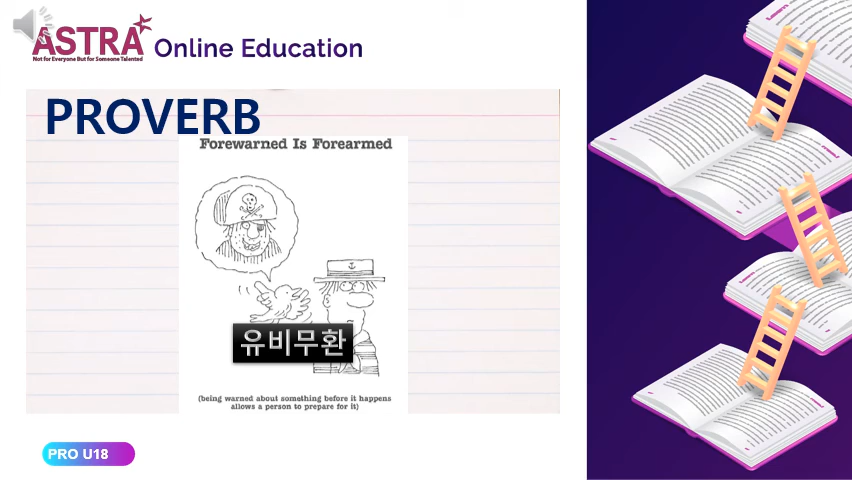 ASTRA
Not for Everyone But for Someone Talented
Online Education
PROVERB
Forewarned Is Forearmed
유비무환
(being warned about something before it happens
allows a person to prepare for it)
PRO U18